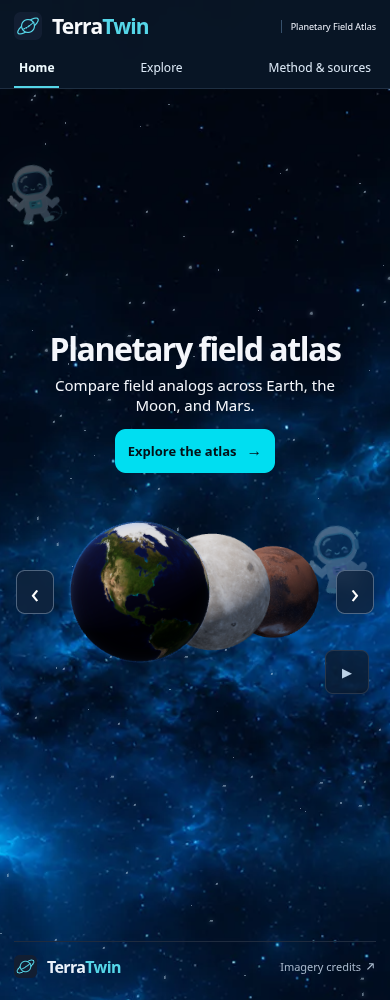 TerraTwin
Planetary Field Atlas
Home
Explore
Method & sources
Planetary field atlas
Compare field analogs across Earth, the
Moon, and Mars.
Explore the atlas →
TerraTwin
Imagery credits ↗